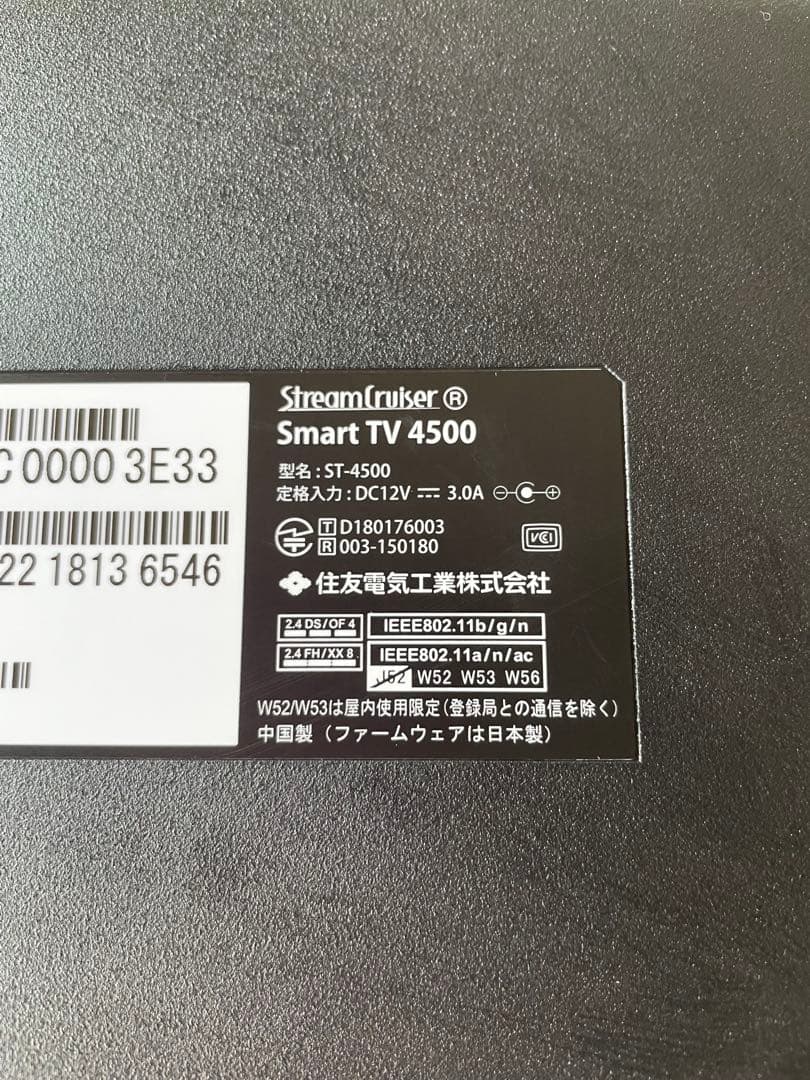 C 0000 3E33
22 1813 6546
StreamCruiser®
Smart TV 4500
型名:ST-4500
定格入力:DC12V 3.0A
T D180176003
R 003-150180
VCI
住友電気工業株式会社
2.4 DS/OF 4
IEEE802.11b/g/n
2.4 FH/XX 8
IEEE802.11a/n/ac
J52 W52 W53 W56
W52/W53は屋内使用限定(登録局との通信を除く)
中国製(ファームウェアは日本製)